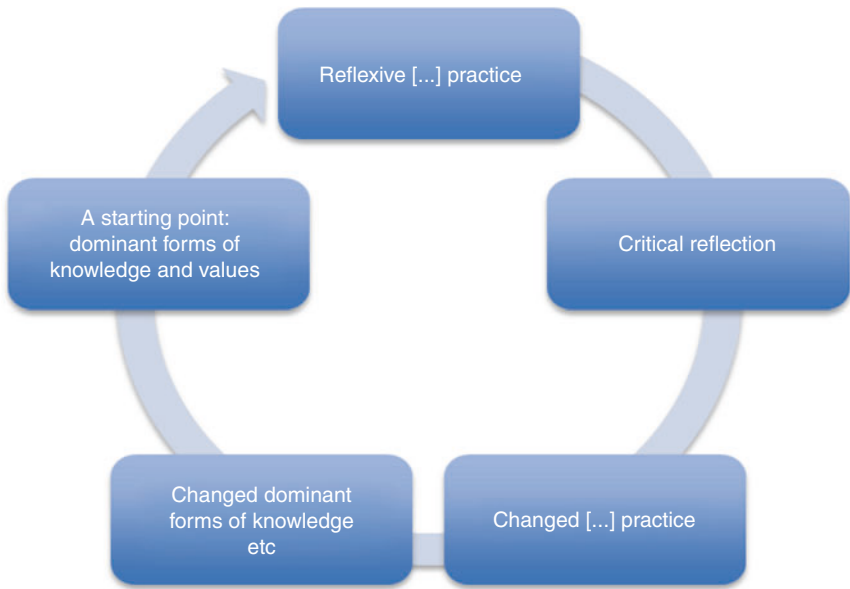 Reflexive [...] practice
A starting point:
dominant forms of
knowledge and values
Critical reflection
Changed dominant
forms of knowledge
etc
Changed [...] practice